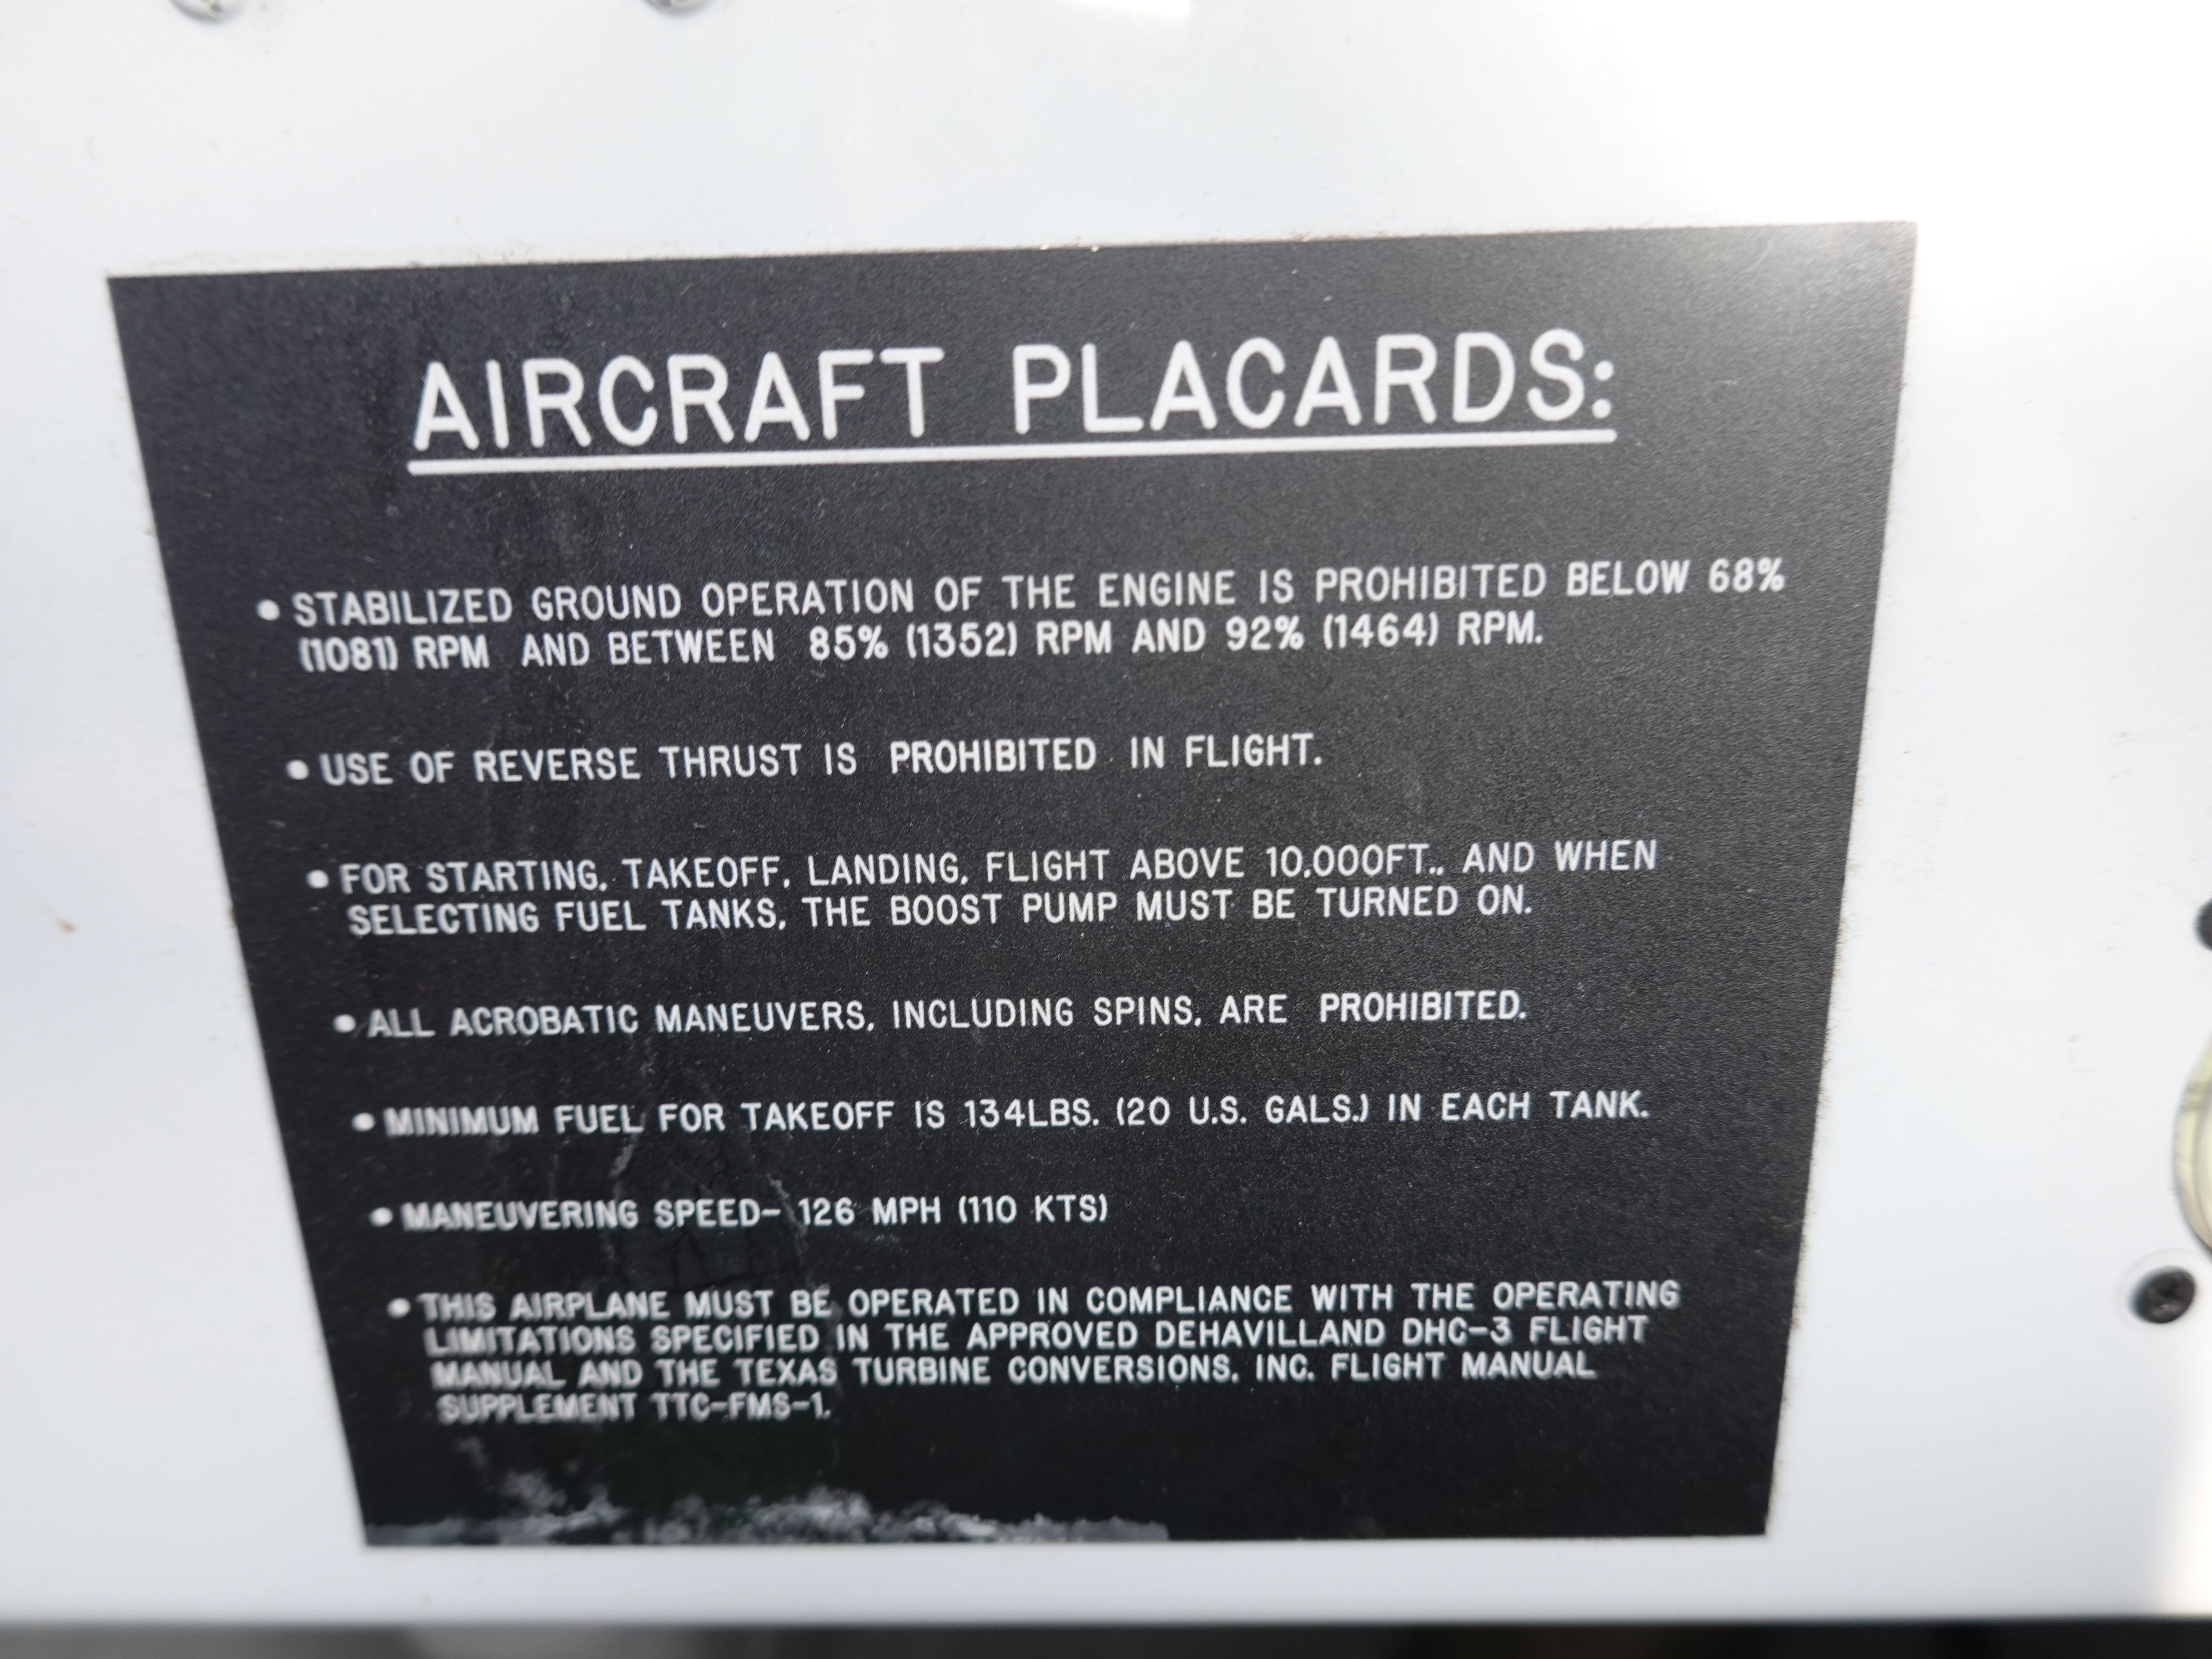 AIRCRAFT PLACARDS:
• STABILIZED GROUND OPERATION OF THE ENGINE IS PROHIBITED BELOW 68%
(1081) RPM AND BETWEEN 85% (1352) RPM AND 92% (1464) RPM.
• USE OF REVERSE THRUST IS PROHIBITED IN FLIGHT.
• FOR STARTING, TAKEOFF, LANDING, FLIGHT ABOVE 10,000FT., AND WHEN
SELECTING FUEL TANKS, THE BOOST PUMP MUST BE TURNED ON.
• ALL ACROBATIC MANEUVERS, INCLUDING SPINS, ARE PROHIBITED.
• MINIMUM FUEL FOR TAKEOFF IS 134LBS. (20 U.S. GALS.) IN EACH TANK.
• MANEUVERING SPEED- 126 MPH (110 KTS)
• THIS AIRPLANE MUST BE OPERATED IN COMPLIANCE WITH THE OPERATING
LIMITATIONS SPECIFIED IN THE APPROVED DEHAVILLAND DHC-3 FLIGHT
MANUAL AND THE TEXAS TURBINE CONVERSIONS, INC. FLIGHT MANUAL
SUPPLEMENT TTC-FMS-1.